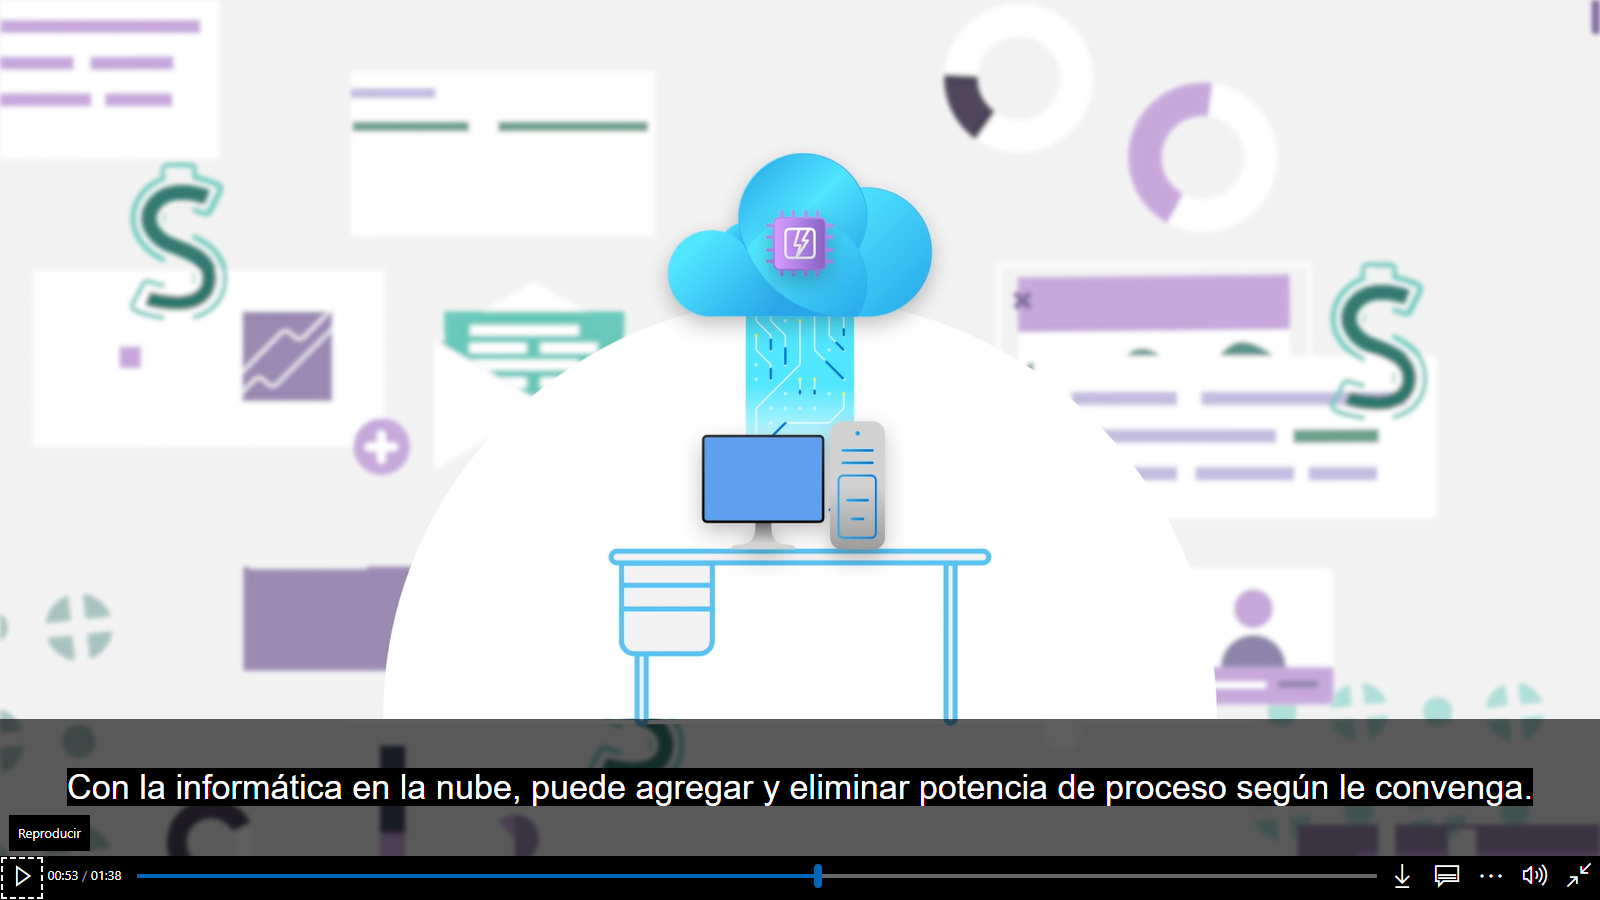 Con la informática en la nube, puede agregar y eliminar potencia de proceso según le convenga.
Reproducir
00:53 / 01:38